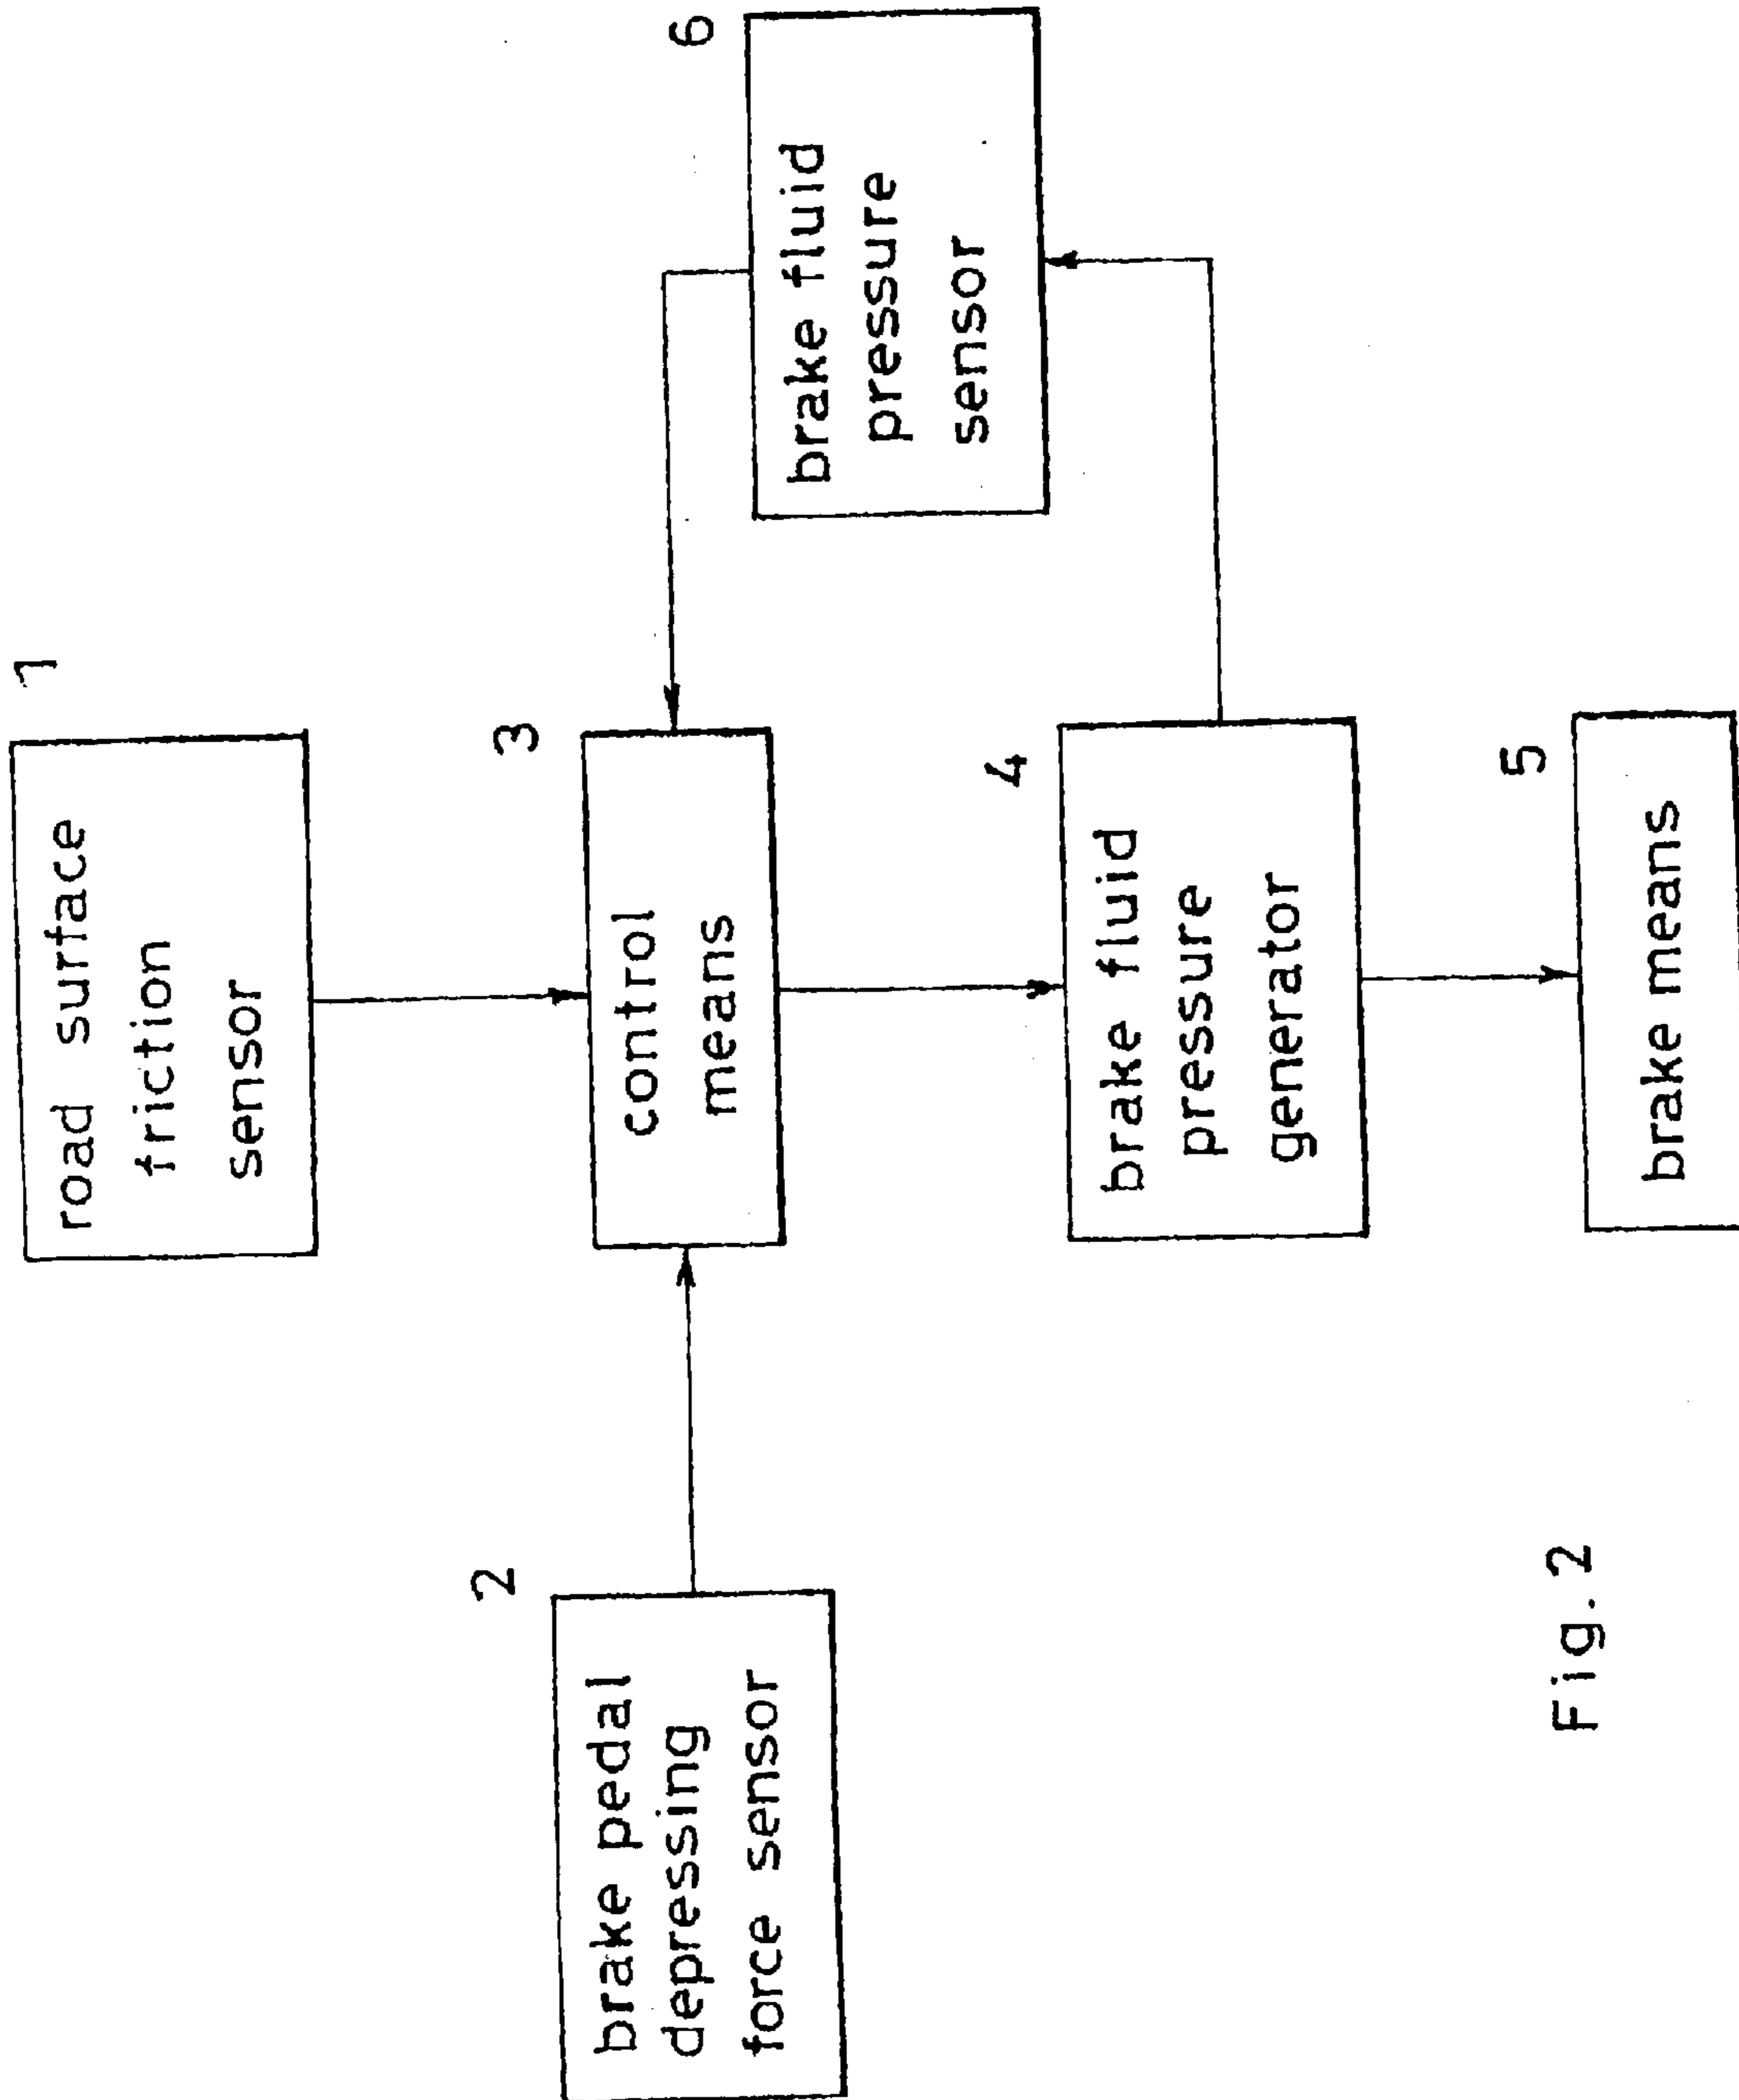 1
road surface
friction
sensor
2
brake pedal
depressing
force sensor
3
control
means
6
brake fluid
pressure
sensor
4
brake fluid
pressure
generator
5
brake means
Fig. 2